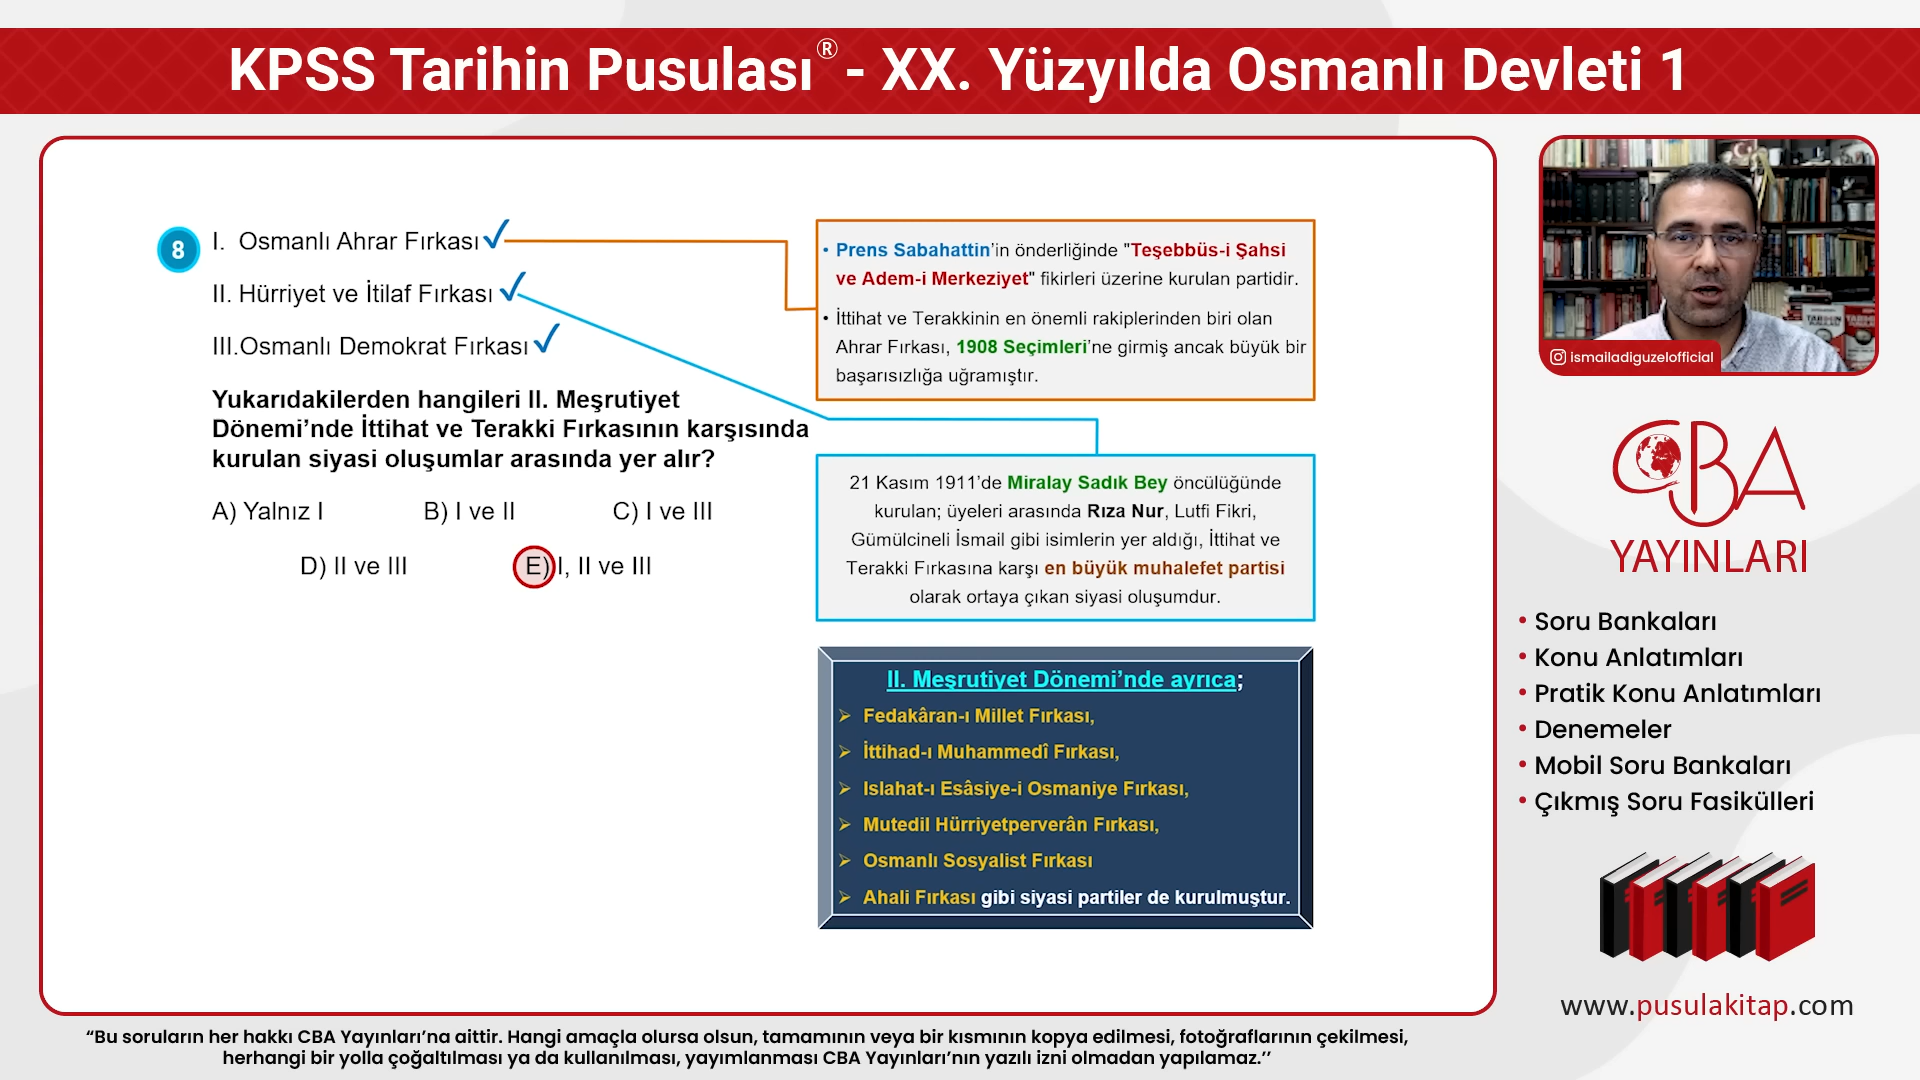 KPSS Tarihin Pusulası® - XX. Yüzyılda Osmanlı Devleti 1
8
I. Osmanlı Ahrar Fırkası
II. Hürriyet ve İtilaf Fırkası
III.Osmanlı Demokrat Fırkası
Yukarıdakilerden hangileri II. Meşrutiyet
Dönemi’nde İttihat ve Terakki Fırkasının karşısında
kurulan siyasi oluşumlar arasında yer alır?
A) Yalnız I B) I ve II C) I ve III
D) II ve III E) I, II ve III
• Prens Sabahattin’in önderliğinde "Teşebbüs-i Şahsi
ve Adem-i Merkeziyet" fikirleri üzerine kurulan partidir.
• İttihat ve Terakkinin en önemli rakiplerinden biri olan
Ahrar Fırkası, 1908 Seçimleri’ne girmiş ancak büyük bir
başarısızlığa uğramıştır.
21 Kasım 1911’de Miralay Sadık Bey öncülüğünde
kurulan; üyeleri arasında Rıza Nur, Lutfi Fikri,
Gümülcineli İsmail gibi isimlerin yer aldığı, İttihat ve
Terakki Fırkasına karşı en büyük muhalefet partisi
olarak ortaya çıkan siyasi oluşumdur.
II. Meşrutiyet Dönemi’nde ayrıca;
➢ Fedakâran-ı Millet Fırkası,
➢ İttihad-ı Muhammedî Fırkası,
➢ Islahat-ı Esâsiye-i Osmaniye Fırkası,
➢ Mutedil Hürriyetperverân Fırkası,
➢ Osmanlı Sosyalist Fırkası
➢ Ahali Fırkası gibi siyasi partiler de kurulmuştur.
ismailadiguzelofficial
CBA
YAYINLARI
• Soru Bankaları
• Konu Anlatımları
• Pratik Konu Anlatımları
• Denemeler
• Mobil Soru Bankaları
• Çıkmış Soru Fasikülleri
www.pusulakitap.com
“Bu soruların her hakkı CBA Yayınları’na aittir. Hangi amaçla olursa olsun, tamamının veya bir kısmının kopya edilmesi, fotoğraflarının çekilmesi,
herhangi bir yolla çoğaltılması ya da kullanılması, yayımlanması CBA Yayınları’nın yazılı izni olmadan yapılamaz.’’